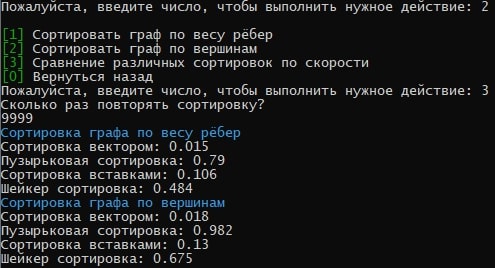 Пожалуйста, введите число, чтобы выполнить нужное действие: 2
[1] Сортировать граф по весу рёбер
[2] Сортировать граф по вершинам
[3] Сравнение различных сортировок по скорости
[0] Вернуться назад
Пожалуйста, введите число, чтобы выполнить нужное действие: 3
Сколько раз повторять сортировку?
9999
Сортировка графа по весу рёбер
Сортировка вектором: 0.015
Пузырьковая сортировка: 0.79
Сортировка вставками: 0.106
Шейкер сортировка: 0.484
Сортировка графа по вершинам
Сортировка вектором: 0.018
Пузырьковая сортировка: 0.982
Сортировка вставками: 0.13
Шейкер сортировка: 0.675